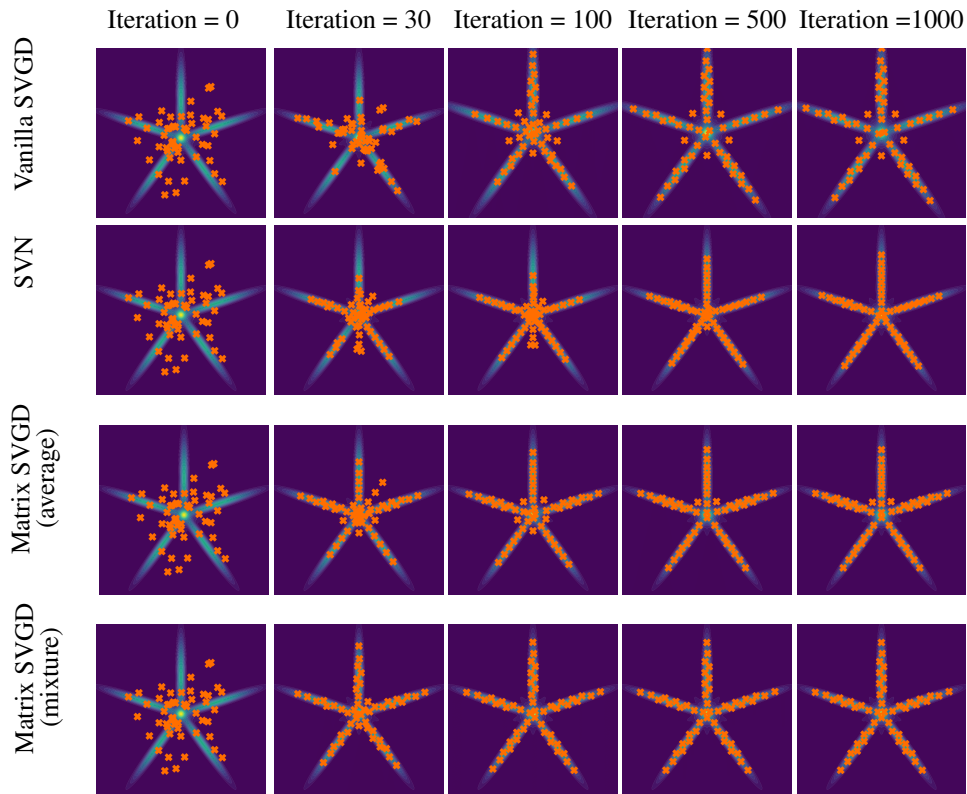 Iteration = 0 Iteration = 30 Iteration = 100 Iteration = 500 Iteration =1000
Vanilla SVGD
SVN
Matrix SVGD
(average)
Matrix SVGD
(mixture)